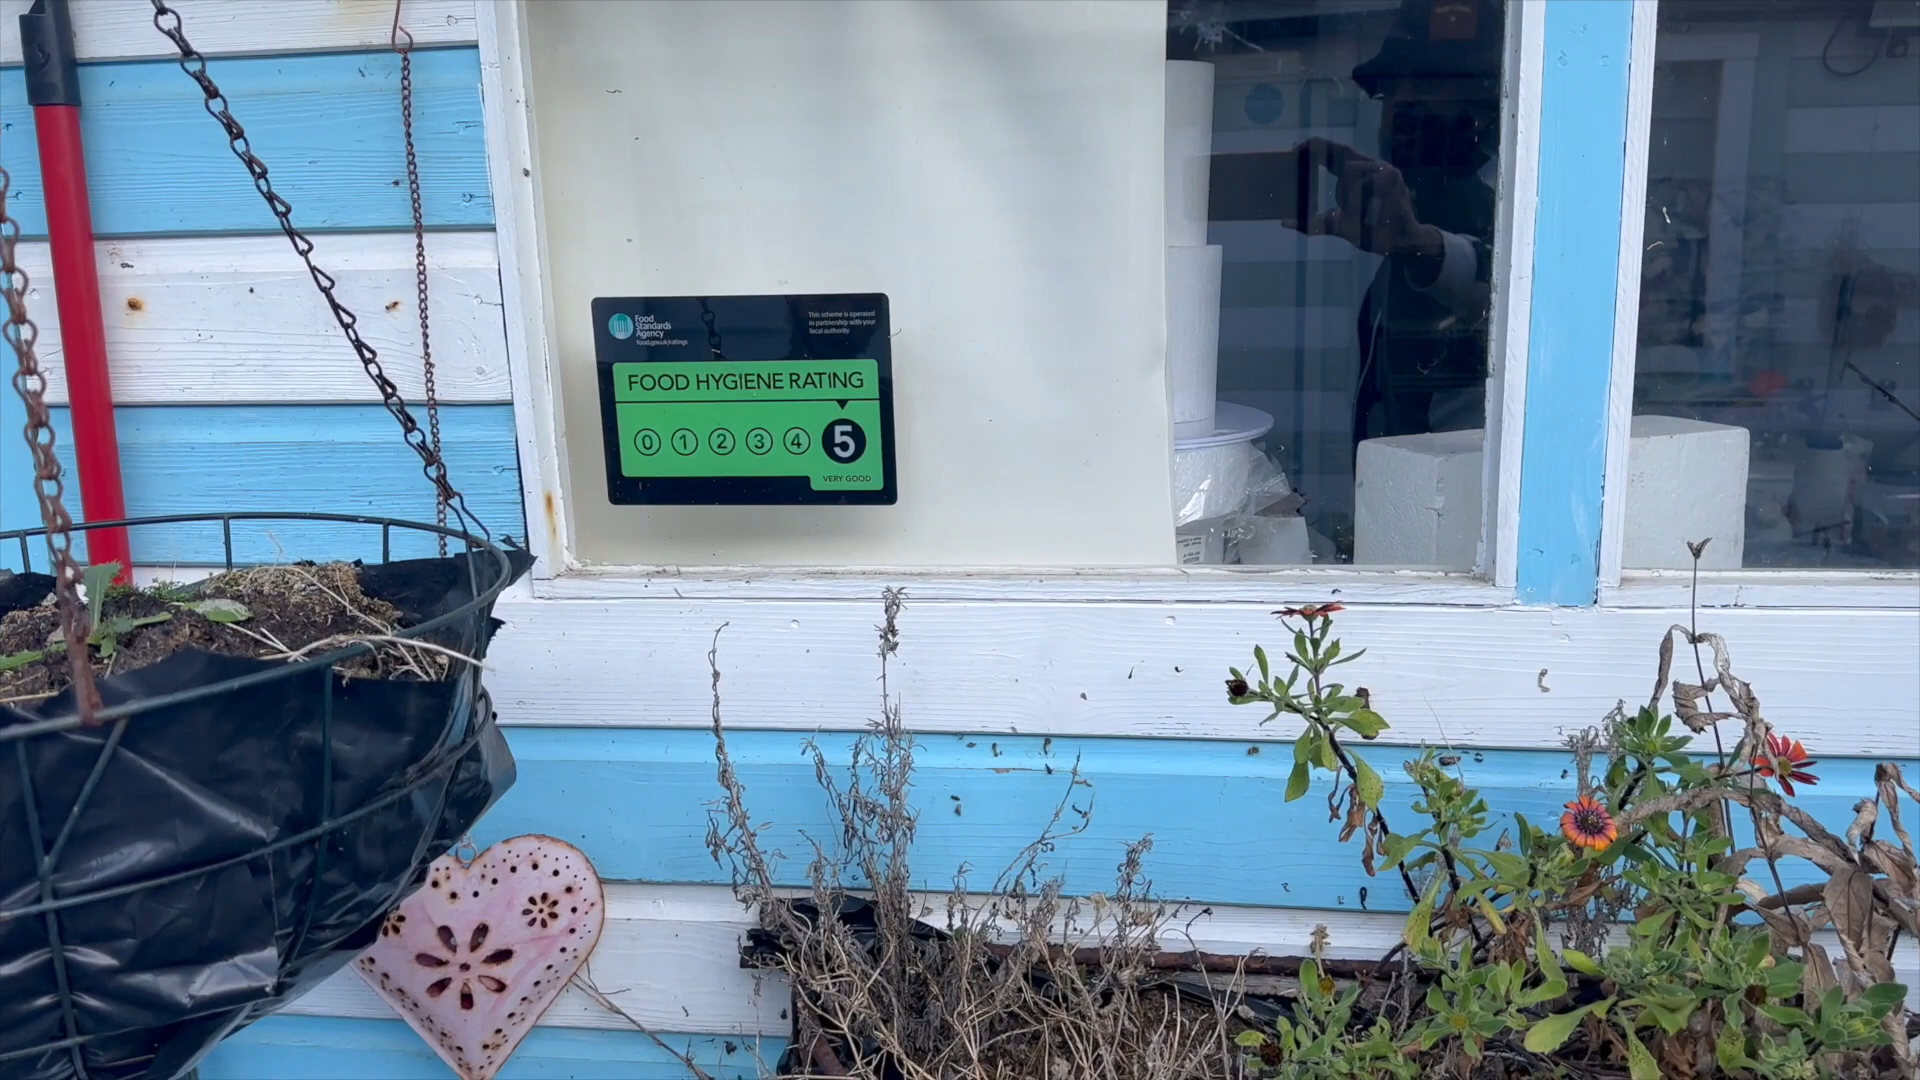 Food
Standards
Agency
food.gov.uk/ratings
This scheme is operated
in partnership with your
local authority
FOOD HYGIENE RATING
0 1 2 3 4 5
VERY GOOD